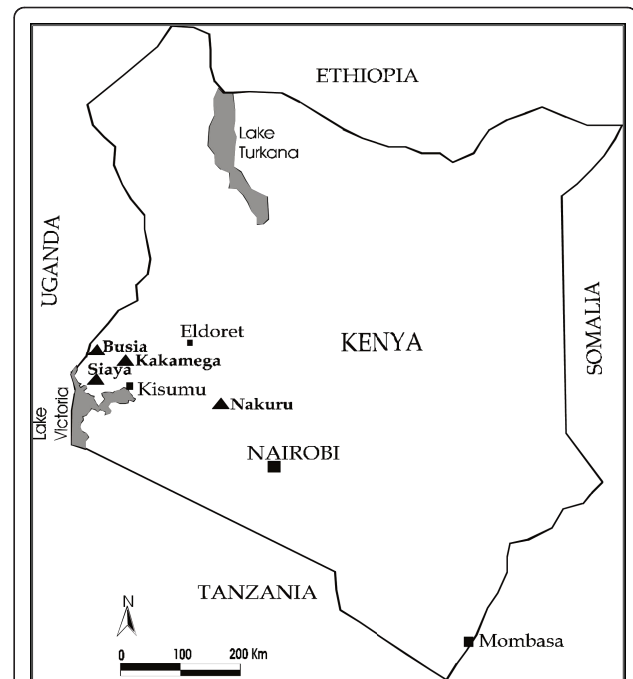 ETHIOPIA
Lake
Turkana
UGANDA
SOMALIA
Eldoret
KENYA
Busia
Kakamega
Siaya
Kisumu
Lake
Victoria
Nakuru
NAIROBI
TANZANIA
N
0 100 200 Km
Mombasa